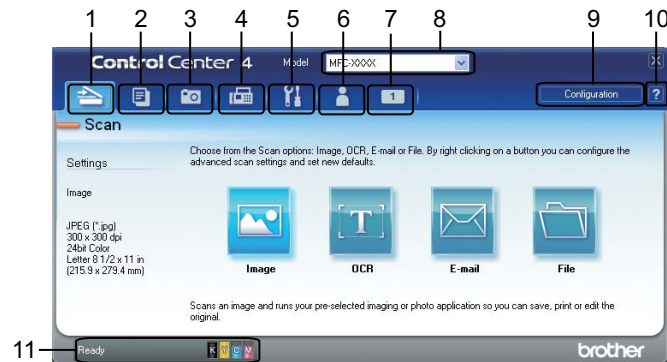 1 2 3 4 5 6 7 8 9 10
Control Center 4 Model MFC-XXXX
1 Configuration ?
Scan
Choose from the Scan options: Image, OCR, E-mail or File. By right clicking on a button you can configure the
advanced scan settings and set new defaults.
Settings
Image
JPEG (*.jpg)
300 x 300 dpi
24bit Color
Letter 8 1/2 x 11 in
(215.9 x 279.4 mm)
T
Image OCR E-mail File
Scans an image and runs your pre-selected imaging or photo application so you can save, print or edit the
original.
11 Ready K Y C M brother